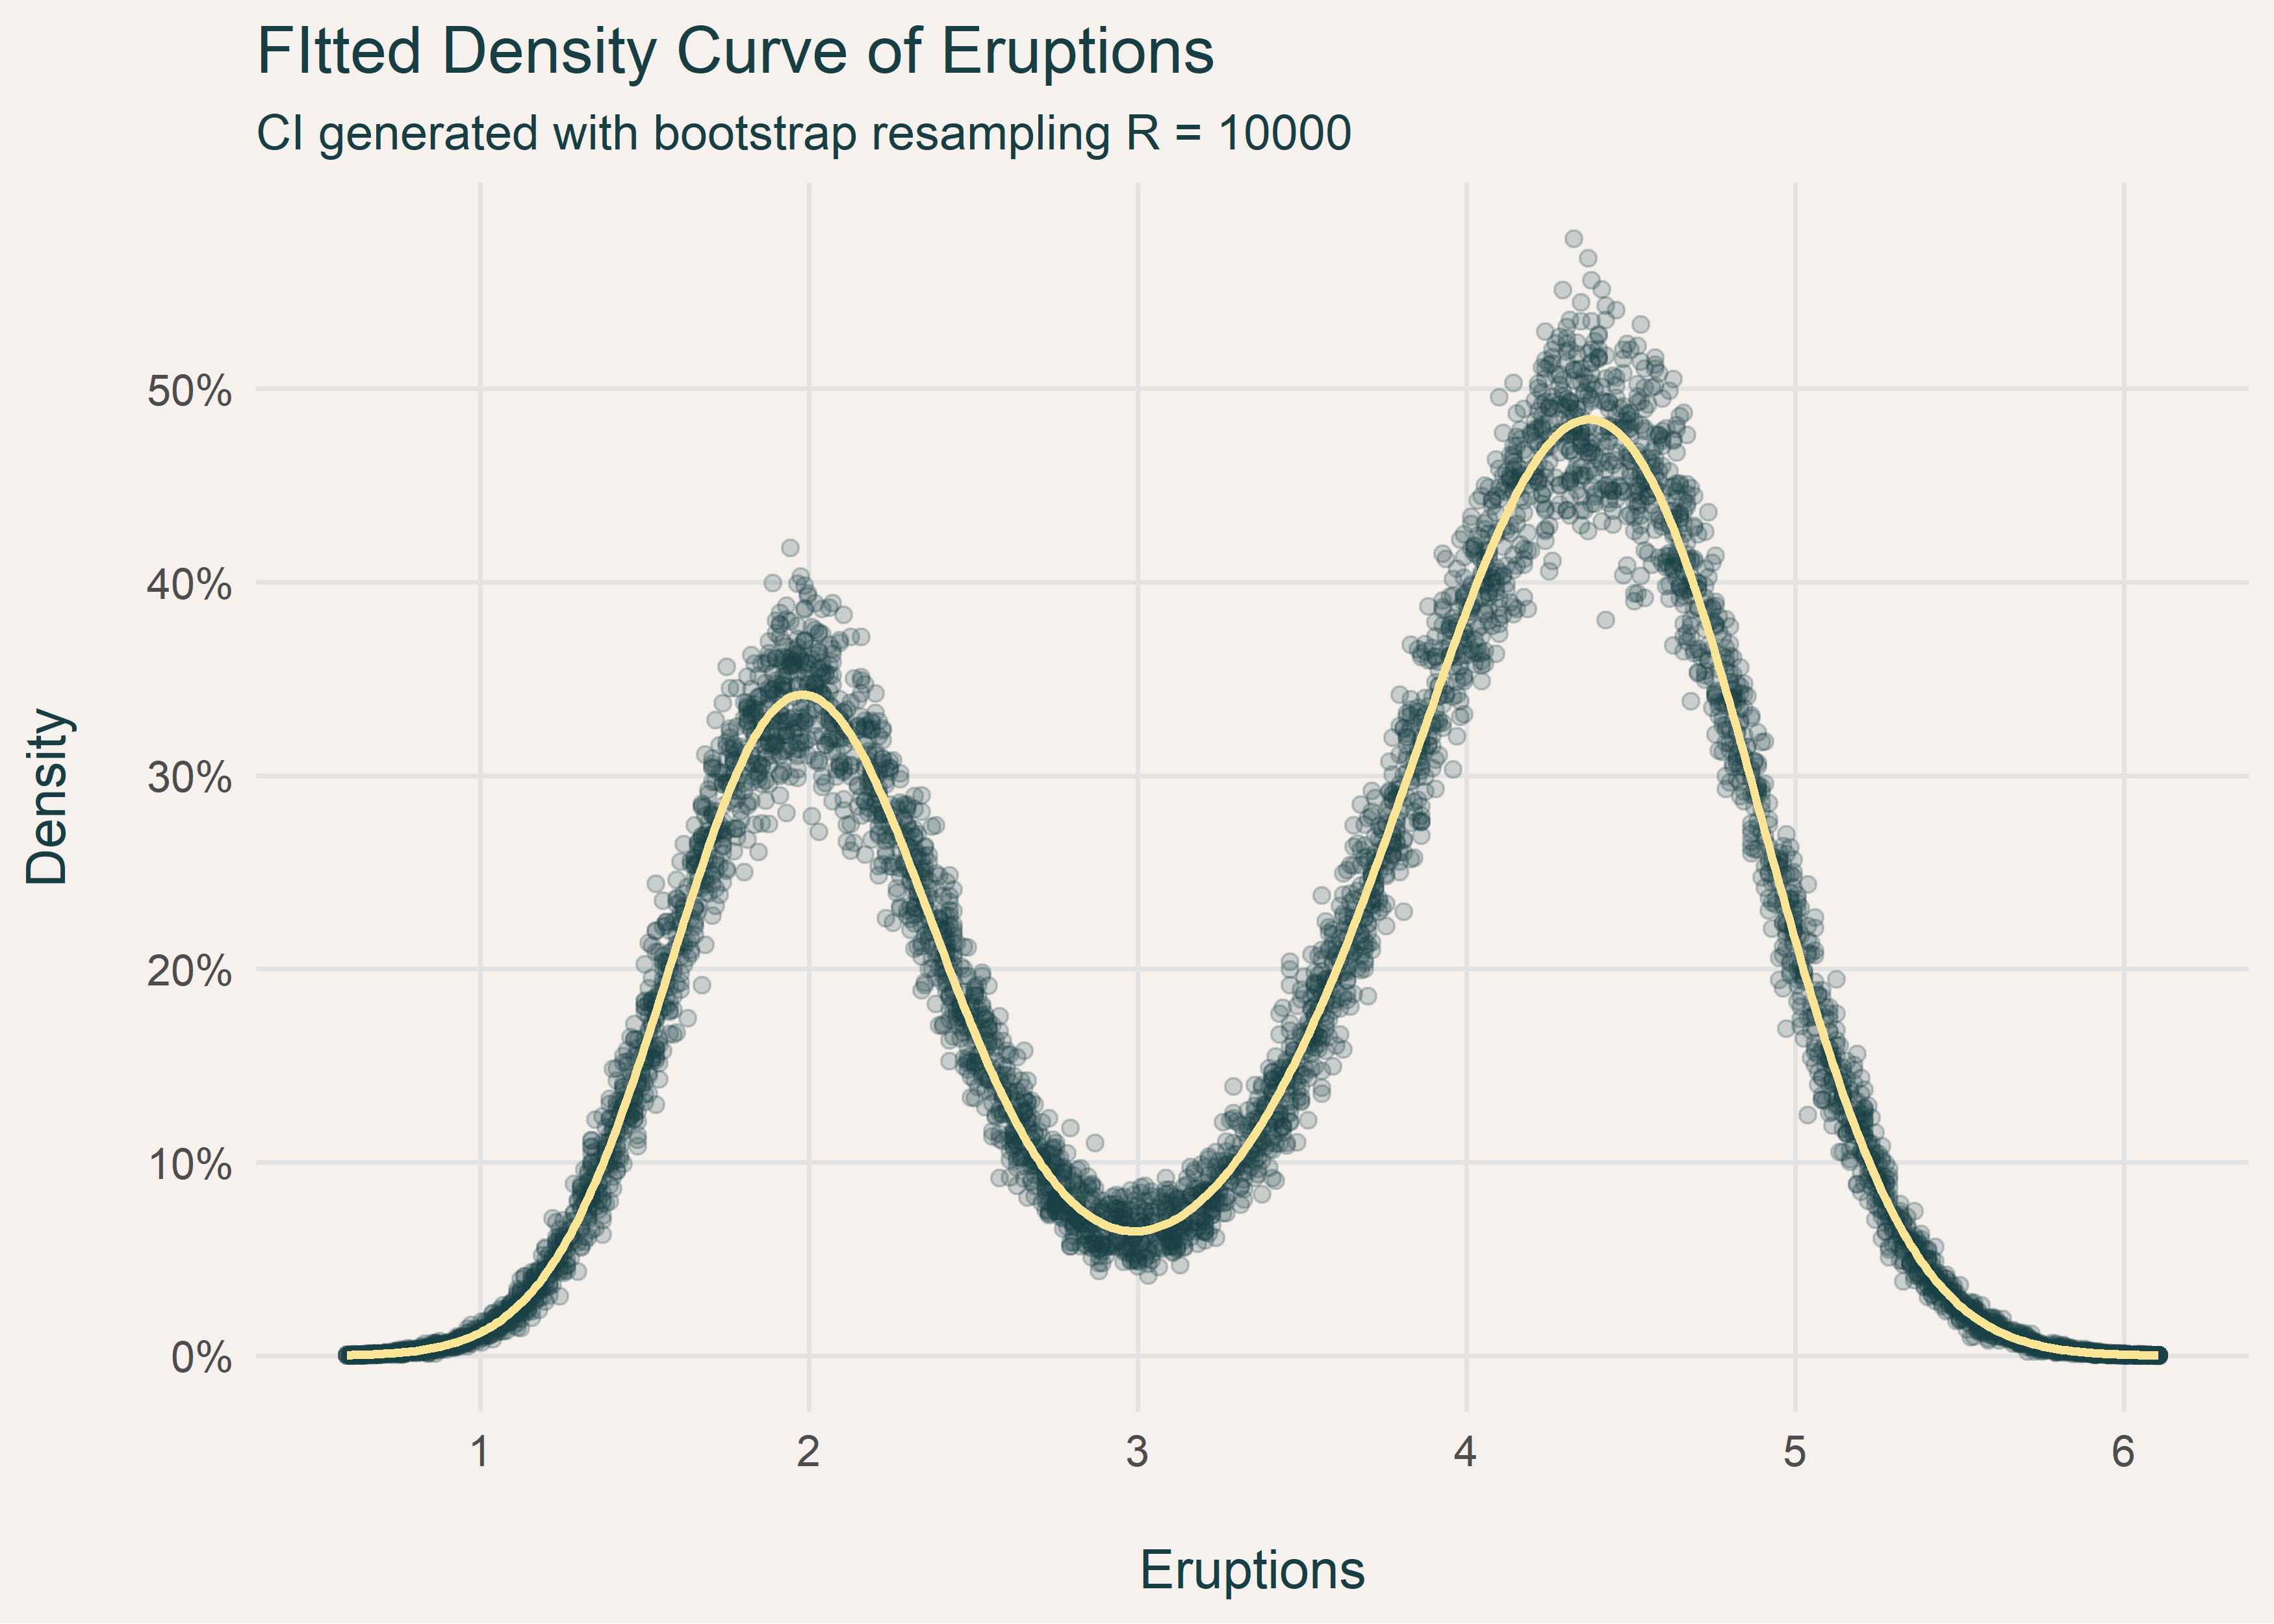 FItted Density Curve of Eruptions
CI generated with bootstrap resampling R = 10000
Density
50%
40%
30%
20%
10%
0%
1 2 3 4 5 6
Eruptions